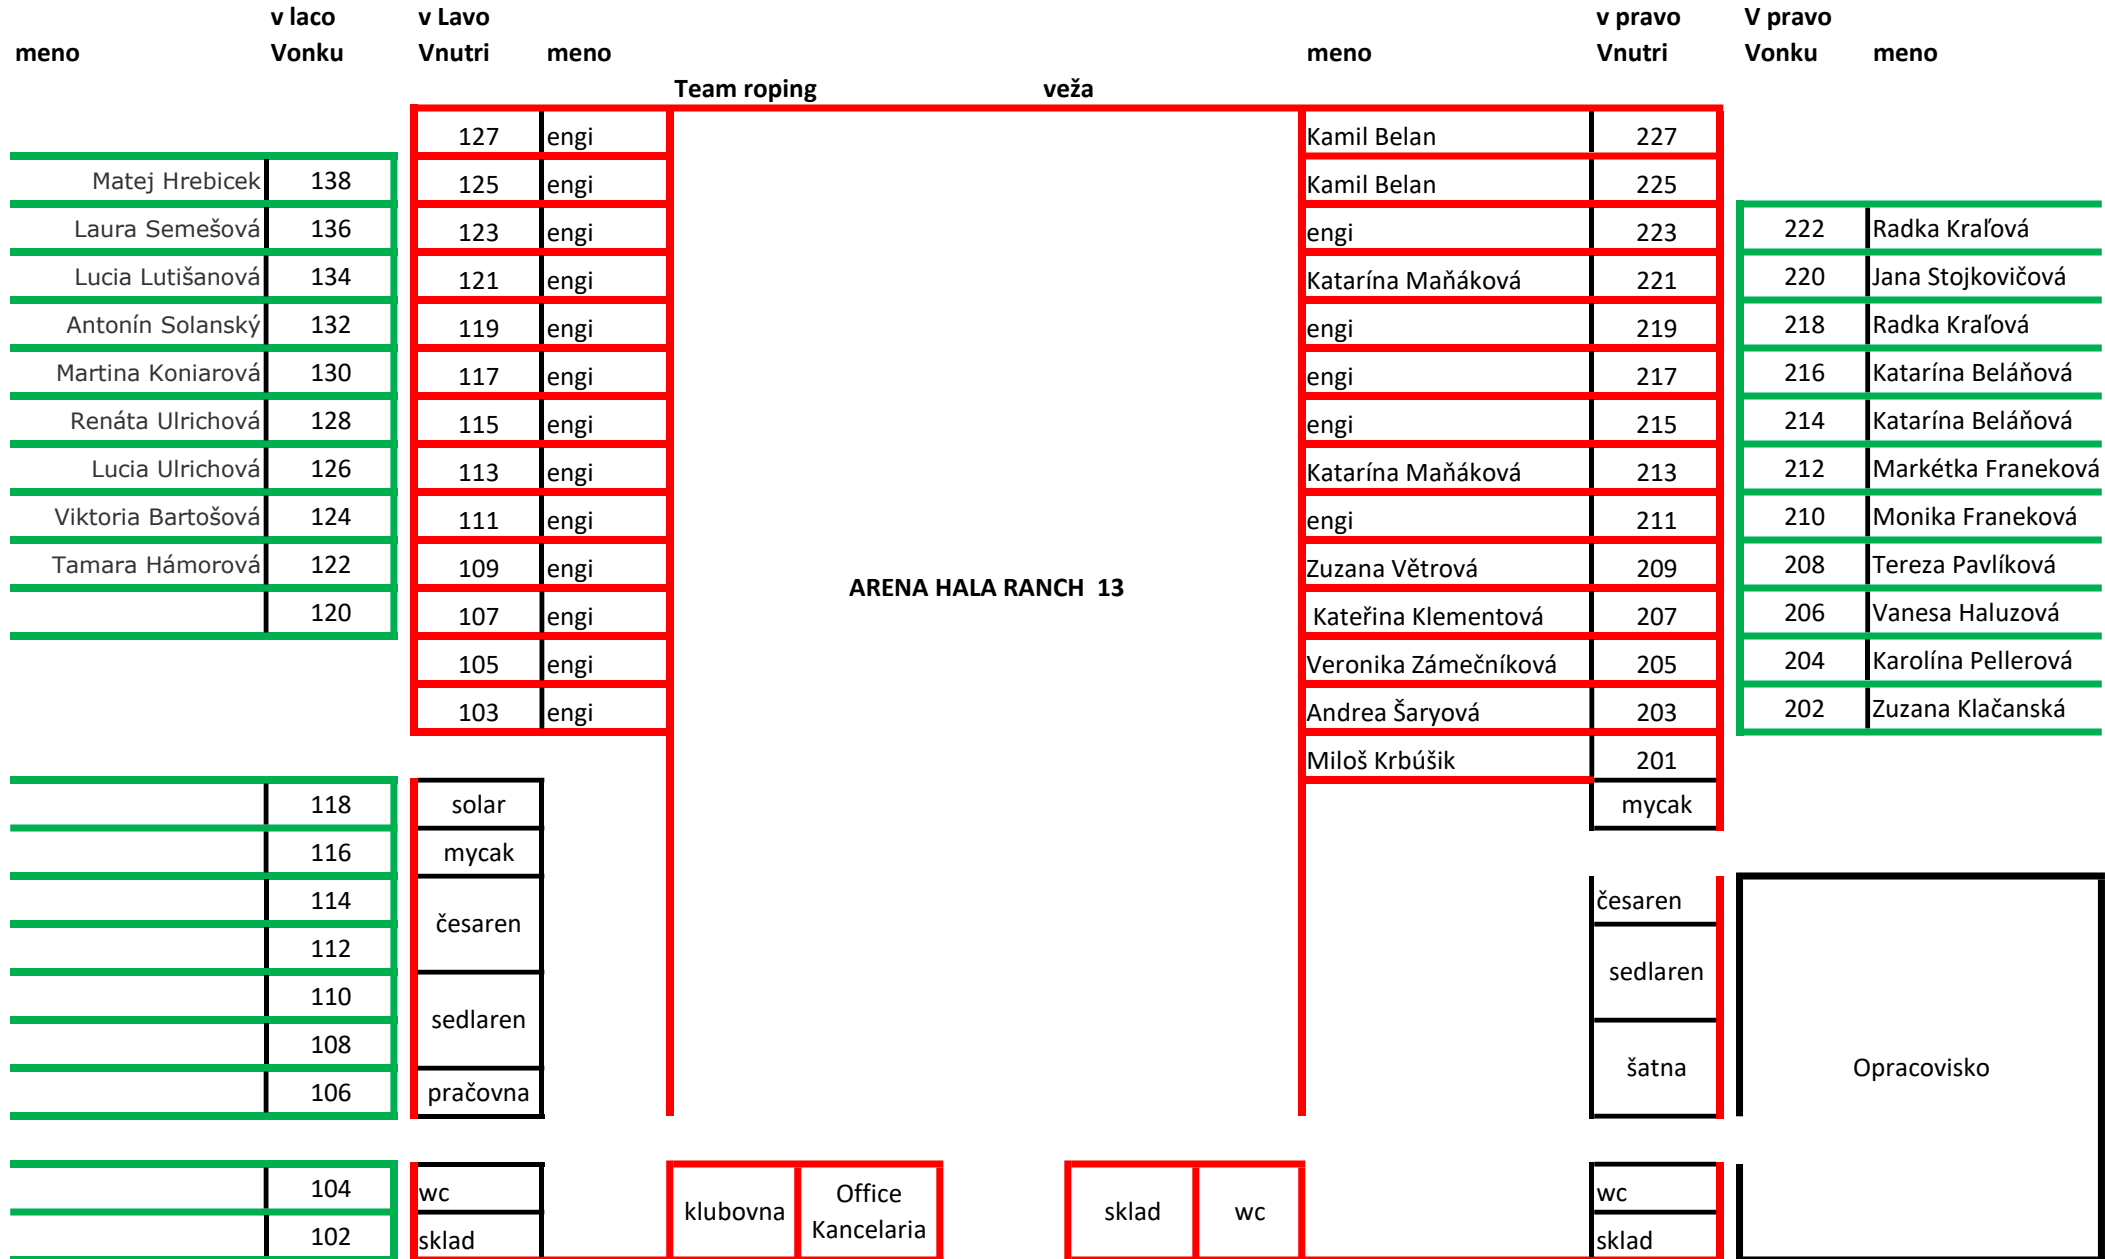 v laco v Lavo v pravo V pravo
meno Vonku Vnutri meno meno Vnutri Vonku meno
Team roping veža
127 engi Kamil Belan 227
Matej Hrebicek 138 125 engi Kamil Belan 225
Laura Semešová 136 123 engi engi 223 222 Radka Kraľová
Lucia Lutišanová 134 121 engi Katarína Maňáková 221 220 Jana Stojkovičová
Antonín Solanský 132 119 engi engi 219 218 Radka Kraľová
Martina Koniarová 130 117 engi engi 217 216 Katarína Beláňová
Renáta Ulrichová 128 115 engi engi 215 214 Katarína Beláňová
Lucia Ulrichová 126 113 engi Katarína Maňáková 213 212 Markétka Franeková
Viktoria Bartošová 124 111 engi engi 211 210 Monika Franeková
Tamara Hámorová 122 109 engi Zuzana Větrová 209 208 Tereza Pavlíková
ARENA HALA RANCH 13
120 107 engi Kateřina Klementová 207 206 Vanesa Haluzová
105 engi Veronika Zámečníková 205 204 Karolína Pellerová
103 engi Andrea Šaryová 203 202 Zuzana Klačanská
Miloš Krbúšik 201
118 solar mycak
116 mycak
114 česaren
česaren
112
sedlaren
110
sedlaren
108
šatna Opracovisko
106 pračovna
104 wc wc
klubovna Office Kancelaria sklad wc
102 sklad sklad